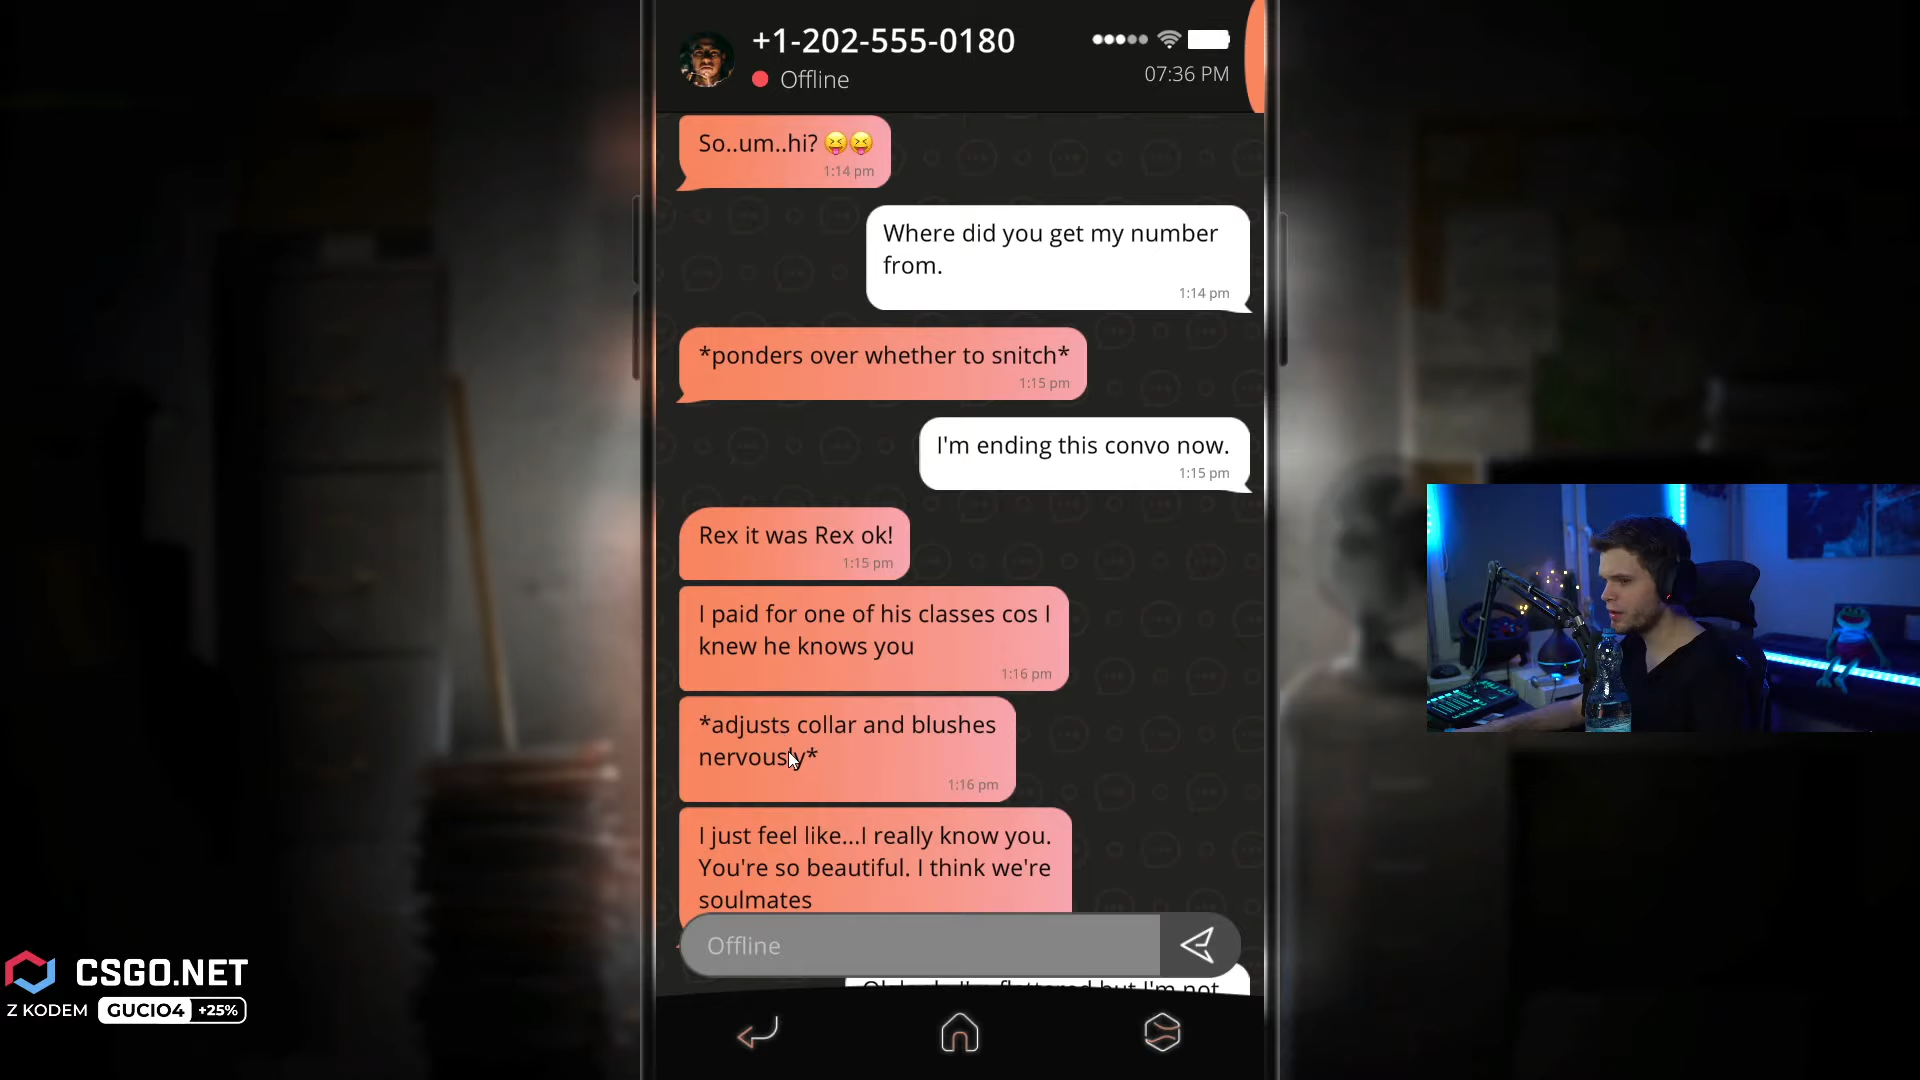 +1-202-555-0180
Offline
07:36 PM
So..um..hi? 😝😝
1:14 pm
Where did you get my number
from.
1:14 pm
*ponders over whether to snitch*
1:15 pm
I'm ending this convo now.
1:15 pm
Rex it was Rex ok!
1:15 pm
I paid for one of his classes cos I
knew he knows you
1:16 pm
*adjusts collar and blushes
nervously*
1:16 pm
I just feel like...I really know you.
You're so beautiful. I think we're
soulmates
Offline
flattered but I'm not
CSGO.NET
Z KODEM GUCIO4 +25%